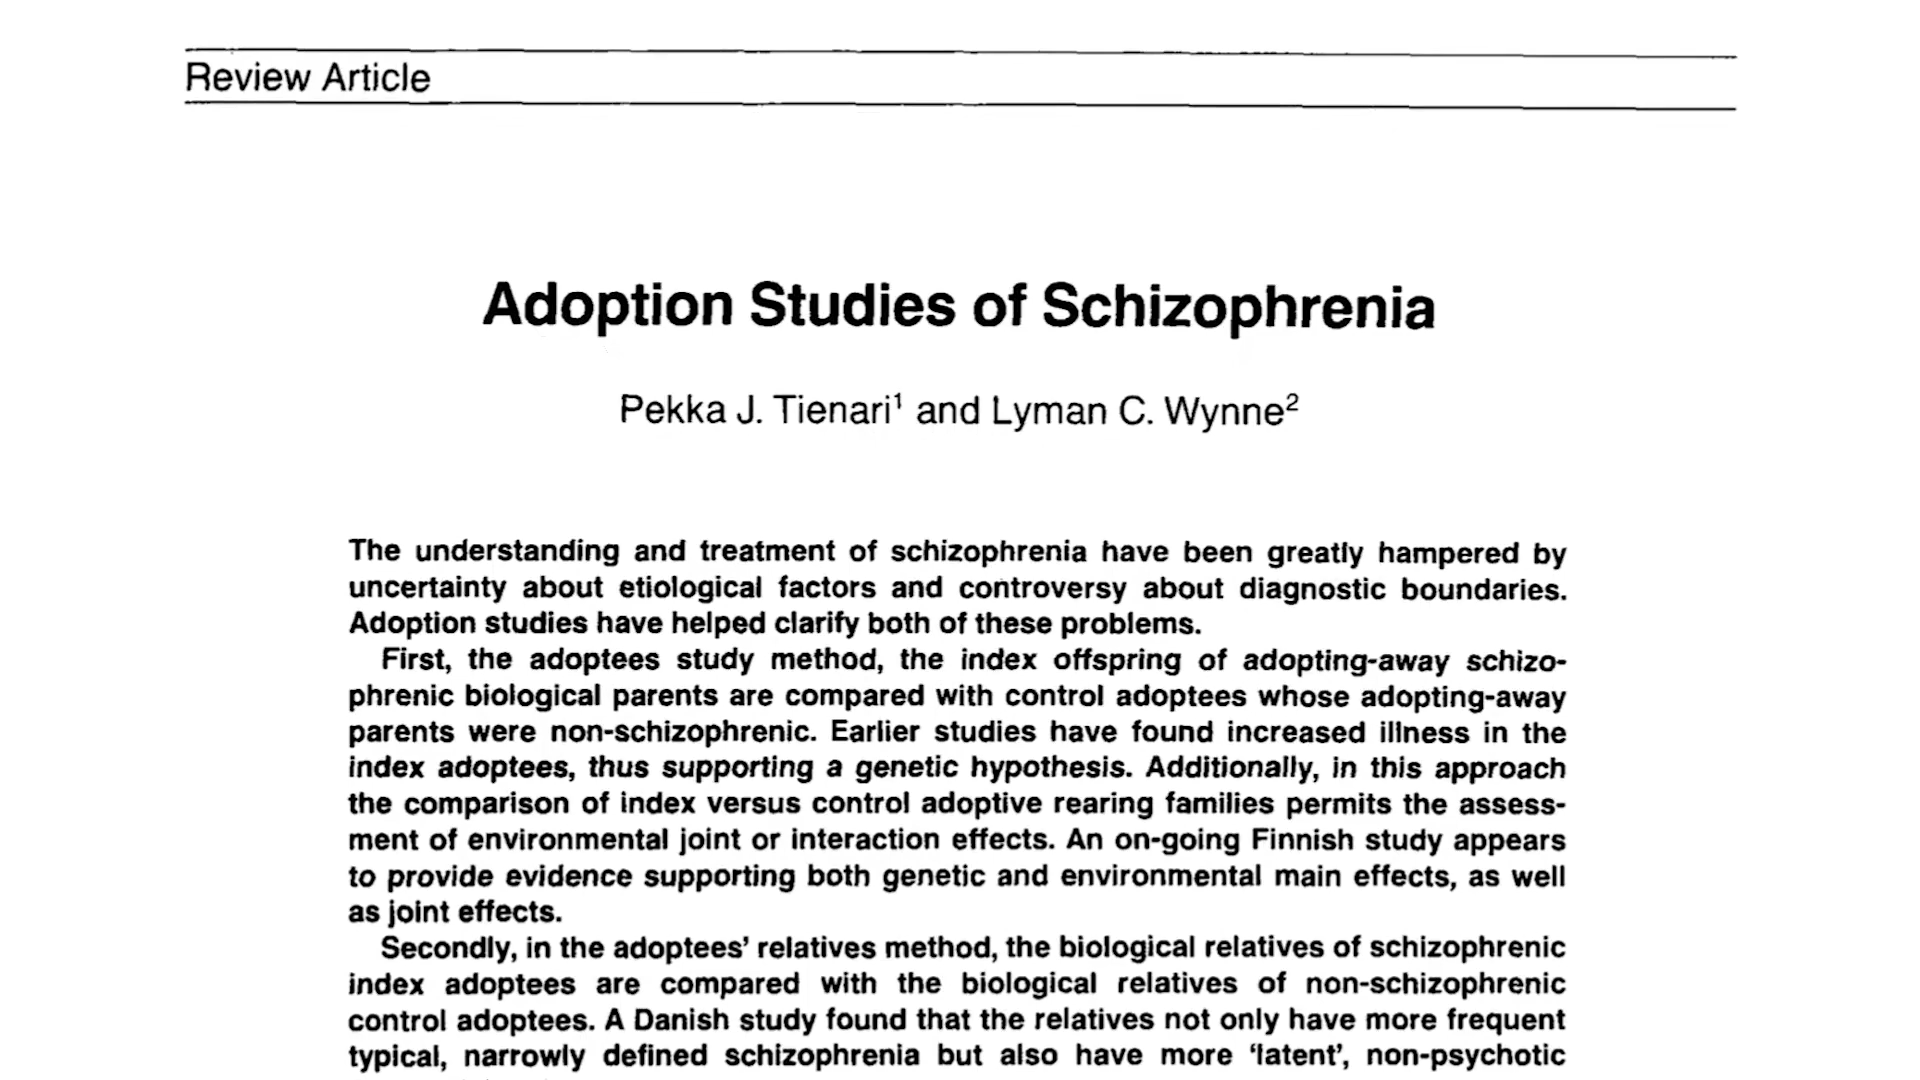 Review Article
Adoption Studies of Schizophrenia
Pekka J. Tienari¹ and Lyman C. Wynne²
The understanding and treatment of schizophrenia have been greatly hampered by
uncertainty about etiological factors and controversy about diagnostic boundaries.
Adoption studies have helped clarify both of these problems.
First, the adoptees study method, the index offspring of adopting-away schizo-
phrenic biological parents are compared with control adoptees whose adopting-away
parents were non-schizophrenic. Earlier studies have found increased illness in the
index adoptees, thus supporting a genetic hypothesis. Additionally, in this approach
the comparison of index versus control adoptive rearing families permits the assess-
ment of environmental joint or interaction effects. An on-going Finnish study appears
to provide evidence supporting both genetic and environmental main effects, as well
as joint effects.
Secondly, in the adoptees' relatives method, the biological relatives of schizophrenic
index adoptees are compared with the biological relatives of non-schizophrenic
control adoptees. A Danish study found that the relatives not only have more frequent
typical, narrowly defined schizophrenia but also have more 'latent', non-psychotic